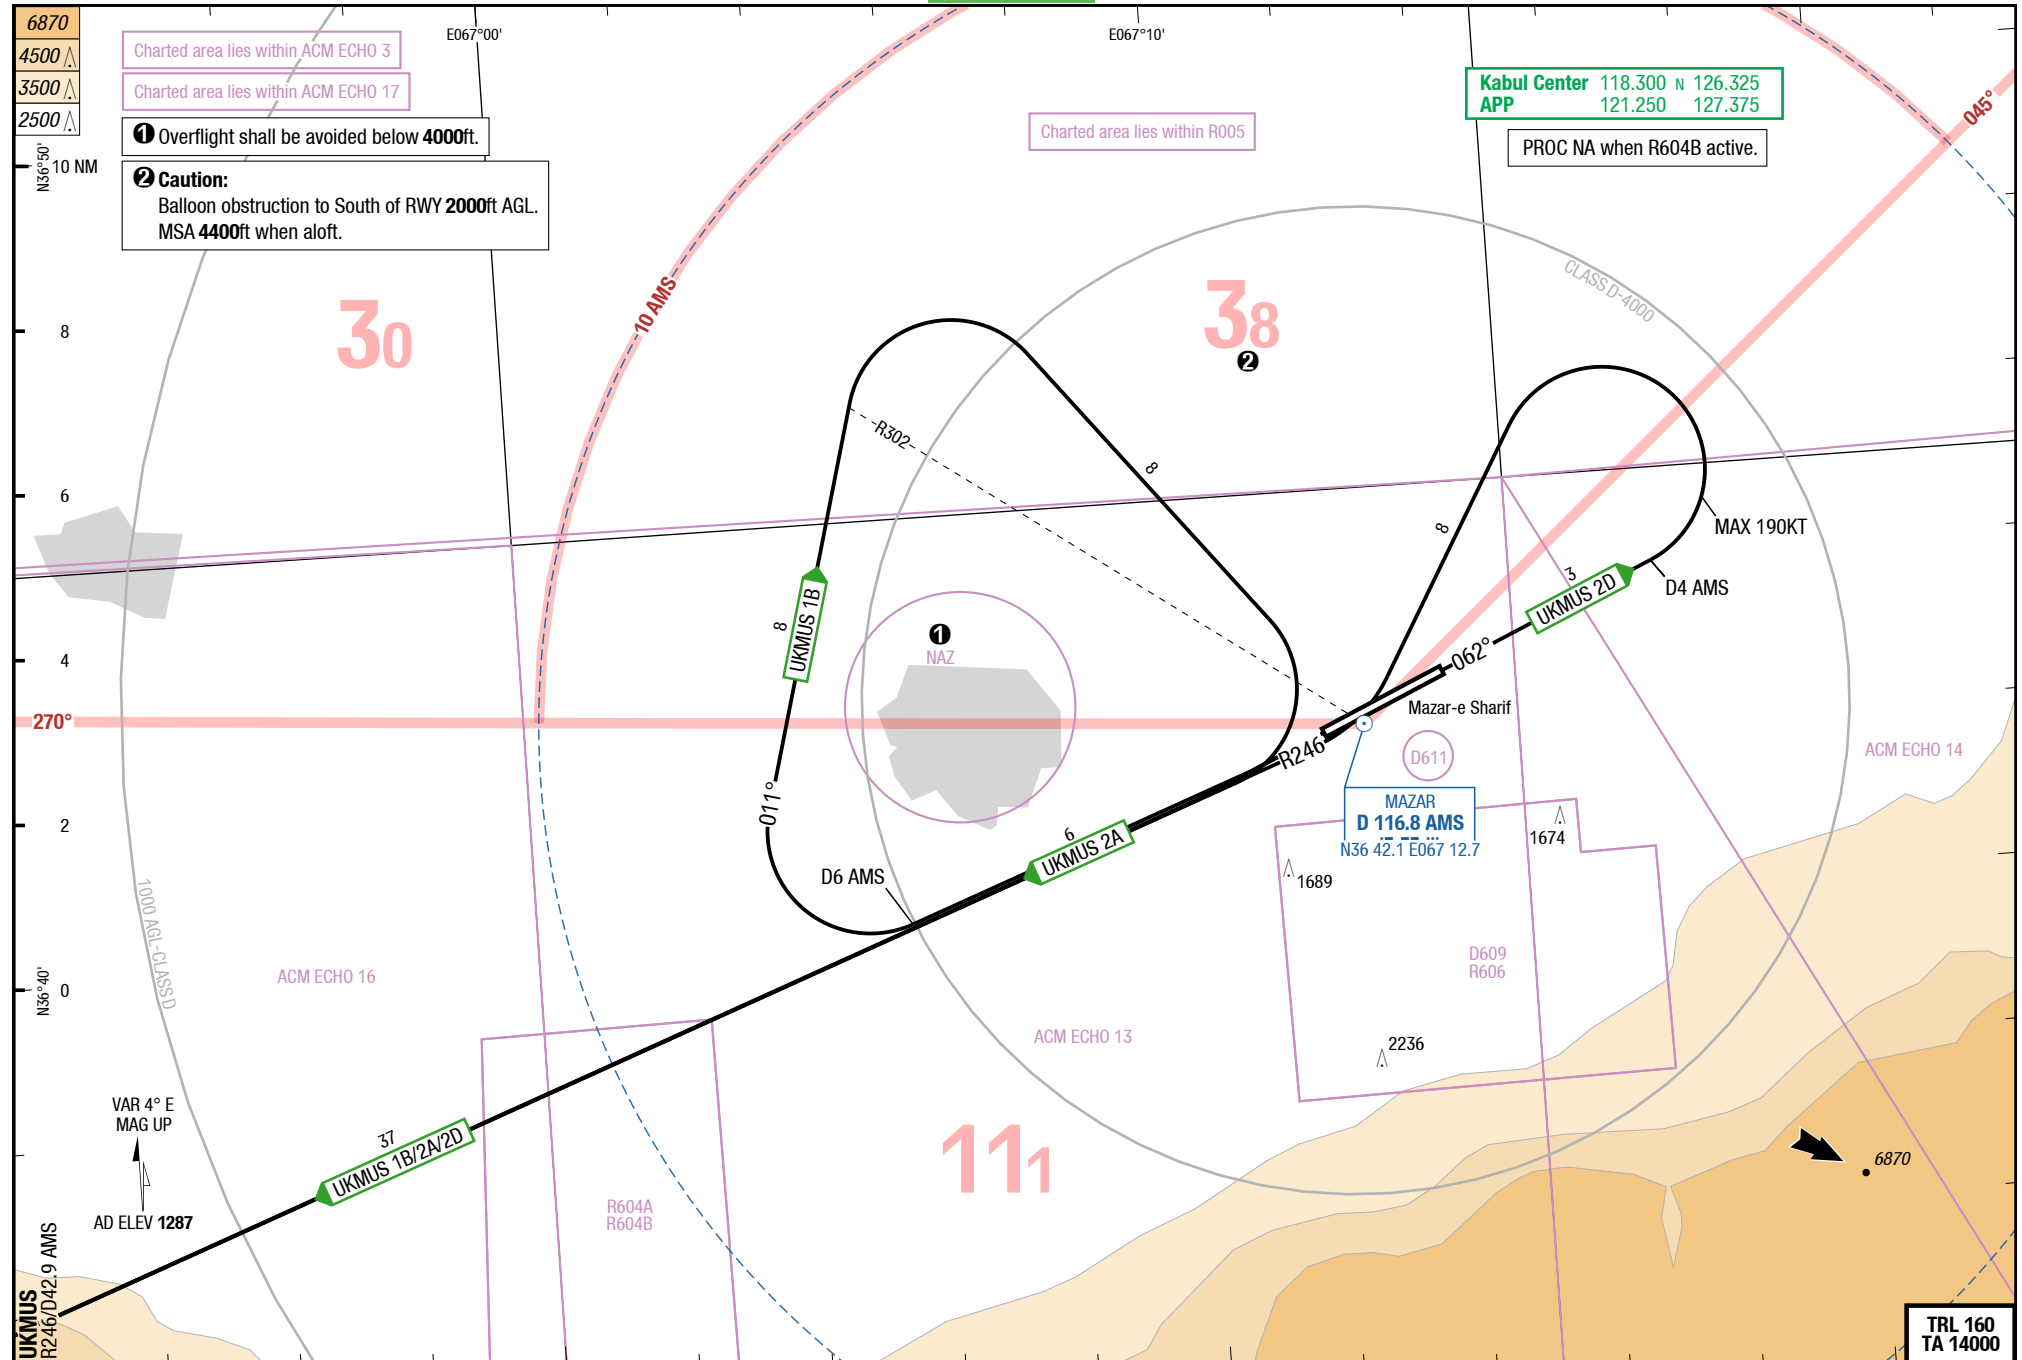 6870
4500
3500
2500
E067°00'
E067°10'
Charted area lies within ACM ECHO 3
Charted area lies within ACM ECHO 17
❶ Overflight shall be avoided below 4000ft.
❷ Caution:
Balloon obstruction to South of RWY 2000ft AGL.
MSA 4400ft when aloft.
Charted area lies within R005
Kabul Center 118.300 N 126.325
APP 121.250 127.375
PROC NA when R604B active.
045°
N36°50'
10 NM
8
6
4
2
0
N36°40'
10 AMS
30
38
❷
CLASS D-4000
R302
8
8
MAX 190KT
D4 AMS
3
UKMUS 2D
062°
8
UKMUS 1B
❶
NAZ
270°
Mazar-e Sharif
R246
D611
ACM ECHO 14
MAZAR
D 116.8 AMS
N36 42.1 E067 12.7
011°
6
UKMUS 2A
D6 AMS
1674
1689
1000 AGL-CLASS D
ACM ECHO 16
D609
R606
ACM ECHO 13
2236
VAR 4° E
MAG UP
AD ELEV 1287
37
UKMUS 1B/2A/2D
111
6870
R604A
R604B
UKMUS
R246/D42.9 AMS
TRL 160
TA 14000